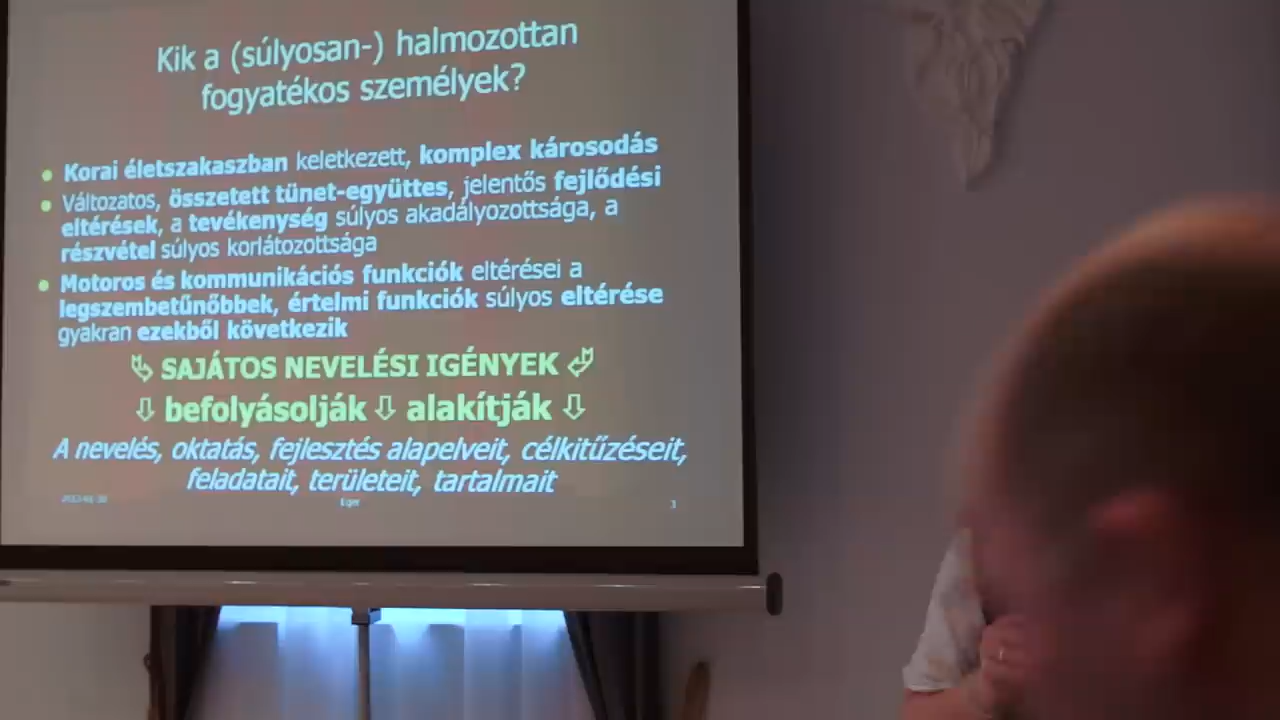 Kik a (súlyosan-) halmozottan
fogyatékos személyek?
Korai életszakaszban keletkezett, komplex károsodás
Változatos, összetett tünet-együttes, jelentős fejlődési
eltérések, a tevékenység súlyos akadályozottsága, a
részvétel súlyos korlátozottsága
Motoros és kommunikációs funkciók eltérései a
legszembetűnőbbek, értelmi funkciók súlyos eltérése
gyakran ezekből következik
SAJÁTOS NEVELÉSI IGÉNYEK
befolyásolják alakítják
A nevelés, oktatás, fejlesztés alapelveit, célkitűzéseit,
feladatait, területeit, tartalmait
Eger